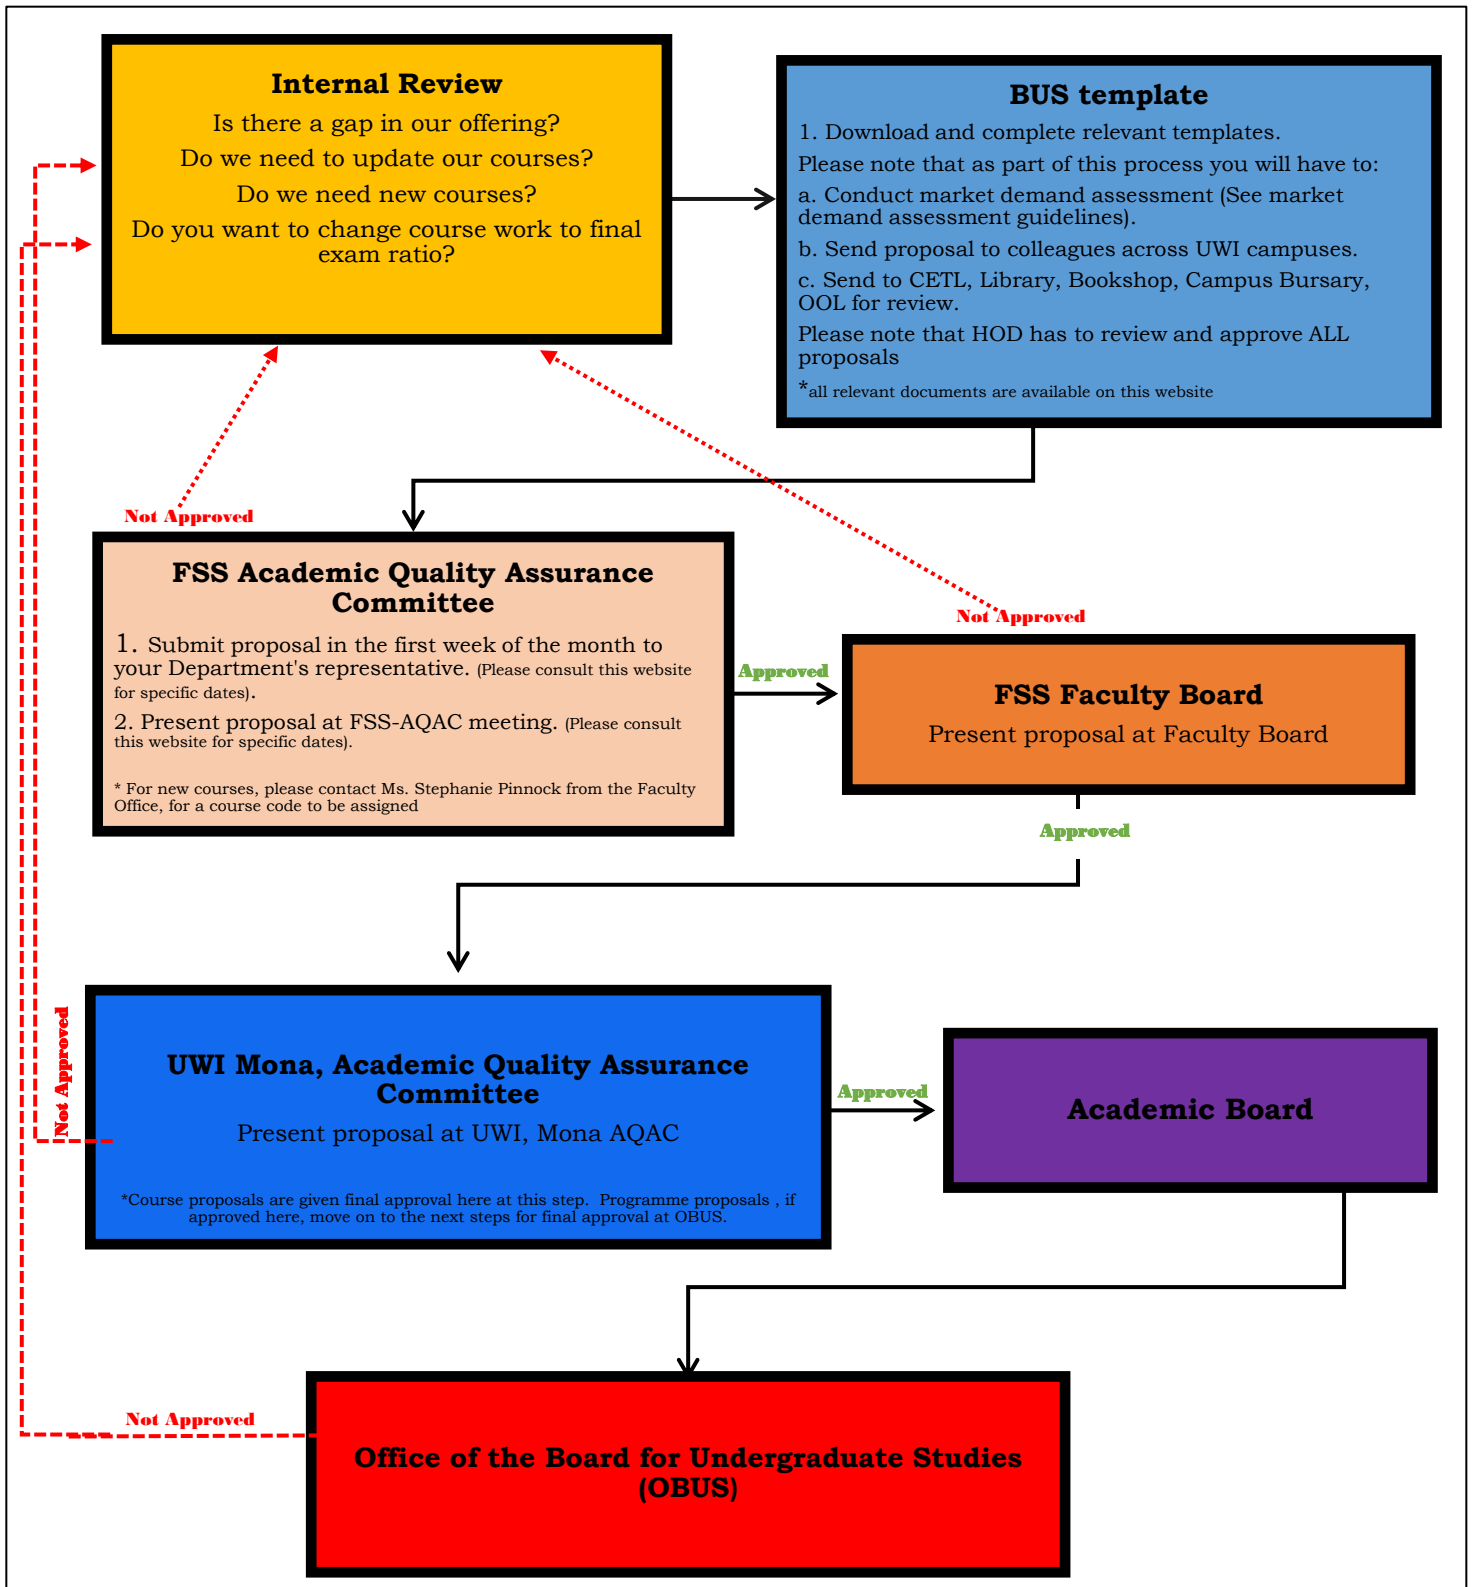 Internal Review
Is there a gap in our offering?
Do we need to update our courses?
Do we need new courses?
Do you want to change course work to final
exam ratio?
BUS template
1. Download and complete relevant templates.
Please note that as part of this process you will have to:
a. Conduct market demand assessment (See market
demand assessment guidelines).
b. Send proposal to colleagues across UWI campuses.
c. Send to CETL, Library, Bookshop, Campus Bursary,
OOL for review.
Please note that HOD has to review and approve ALL
proposals
*all relevant documents are available on this website
Not Approved
FSS Academic Quality Assurance
Committee
1. Submit proposal in the first week of the month to
your Department's representative. (Please consult this website
for specific dates).
2. Present proposal at FSS-AQAC meeting. (Please consult
this website for specific dates).
* For new courses, please contact Ms. Stephanie Pinnock from the Faculty
Office, for a course code to be assigned
Approved
Not Approved
FSS Faculty Board
Present proposal at Faculty Board
Approved
Not Approved
UWI Mona, Academic Quality Assurance
Committee
Present proposal at UWI, Mona AQAC
*Course proposals are given final approval here at this step.  Programme proposals , if
approved here, move on to the next steps for final approval at OBUS.
Approved
Academic Board
Not Approved
Office of the Board for Undergraduate Studies
(OBUS)